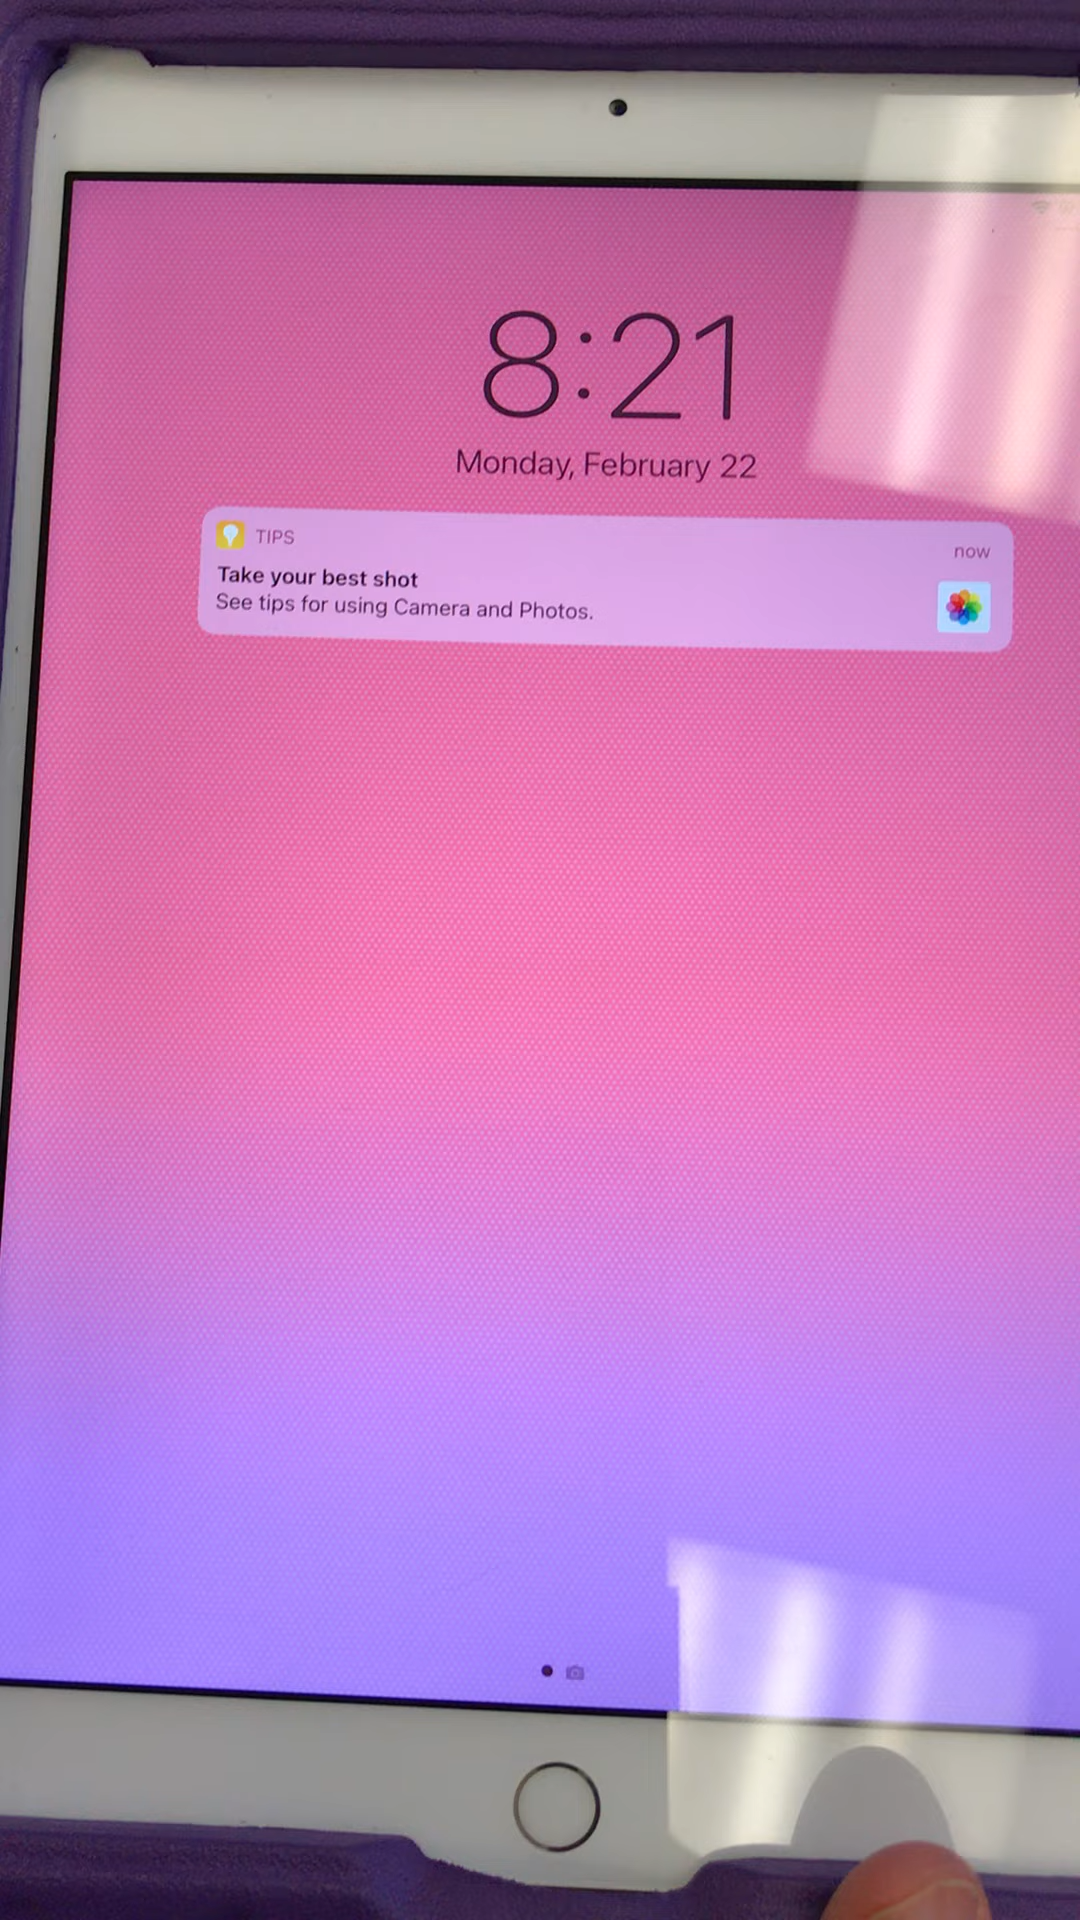 8:21
Monday, February 22
TIPS
now
Take your best shot
See tips for using Camera and Photos.